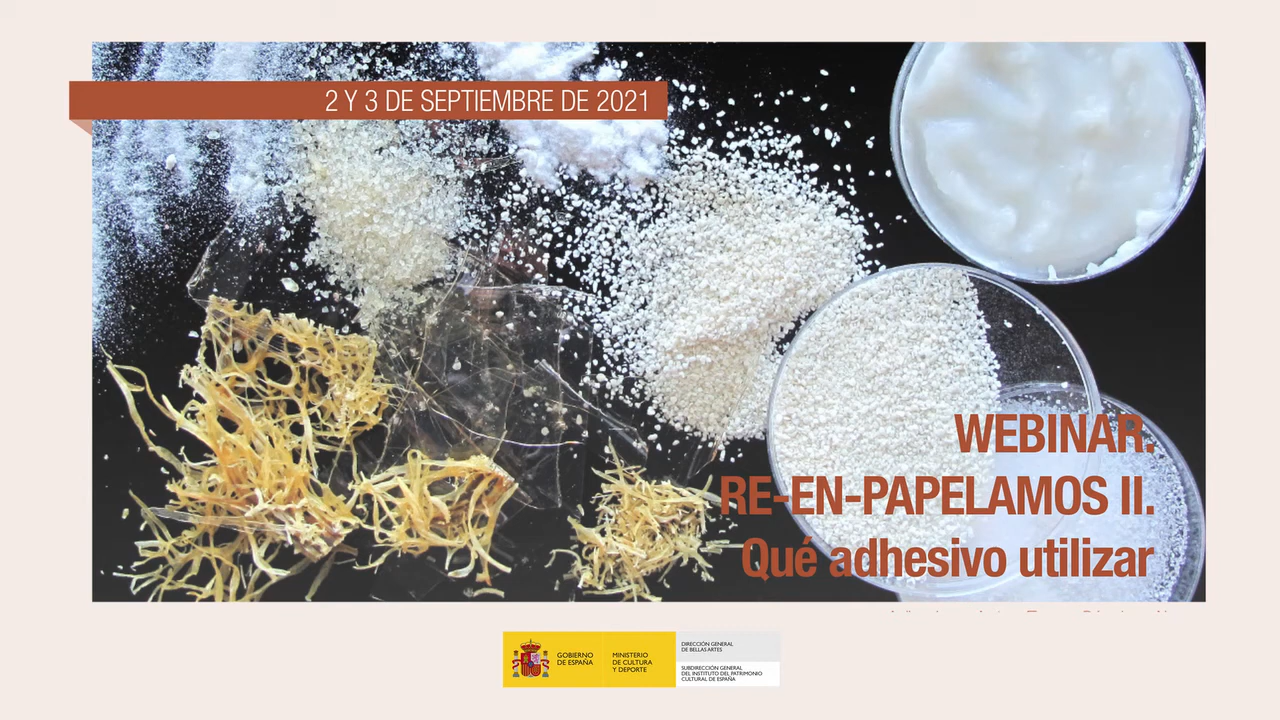 2 Y 3 DE SEPTIEMBRE DE 2021
WEBINAR.
RE-EN-PAPELAMOS II.
Qué adhesivo utilizar
GOBIERNO
DE ESPAÑA
MINISTERIO
DE CULTURA
Y DEPORTE
DIRECCIÓN GENERAL
DE BELLAS ARTES
SUBDIRECCIÓN GENERAL
DEL INSTITUTO DEL PATRIMONIO
CULTURAL DE ESPAÑA